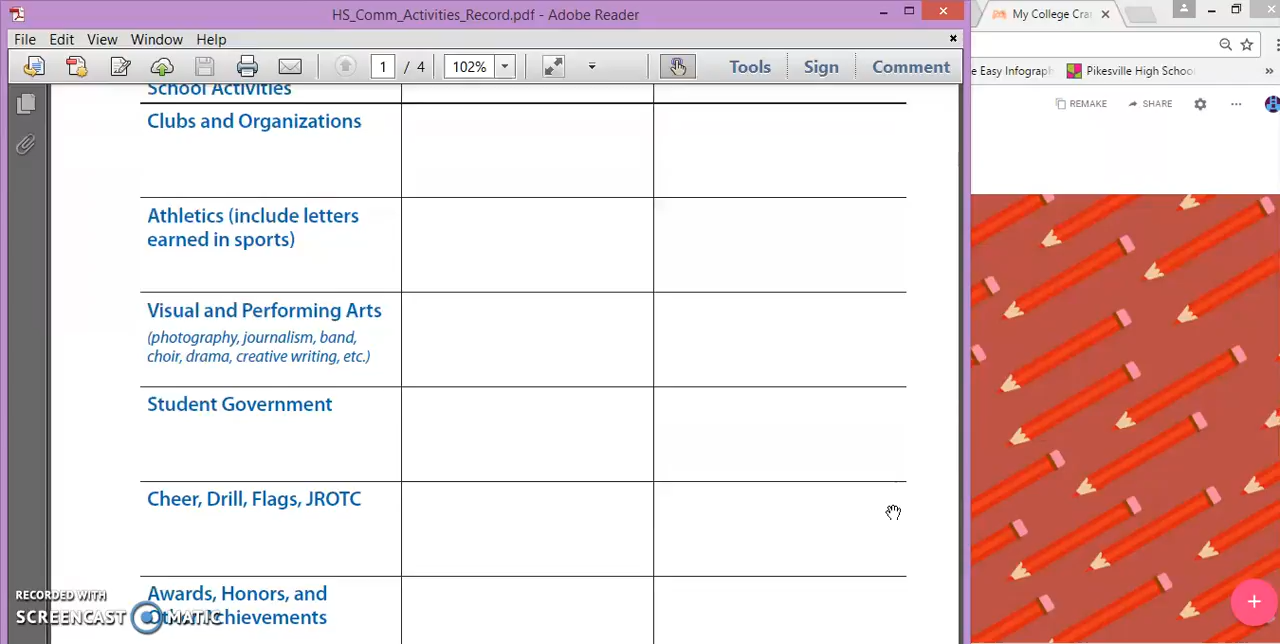 HS_Comm_Activities_Record.pdf - Adobe Reader
My College Cra
File Edit View Window Help
1 / 4 102% Tools Sign Comment
e Easy Infograph Pikesville High Schoo
REMAKE SHARE
School Activities
Clubs and Organizations
Athletics (include letters
earned in sports)
Visual and Performing Arts
(photography, journalism, band,
choir, drama, creative writing, etc.)
Student Government
Cheer, Drill, Flags, JROTC
Awards, Honors, and
Other Achievements
RECORDED WITH
SCREENCAST MATIC